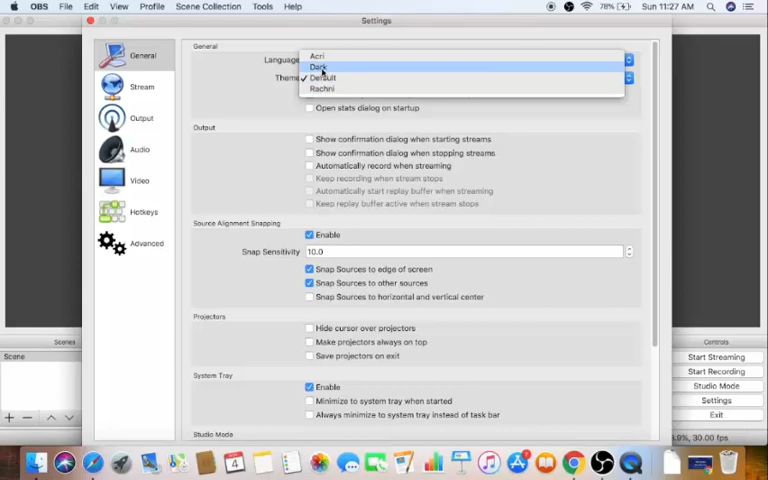 OBS File Edit View Profile Scene Collection Tools Help 78% Sun 11:27 AM
Settings
General
General
Language
Acri
Dark
Theme ✓ Default
Rachni
Open stats dialog on startup
Stream
Output
Audio
Video
Hotkeys
Advanced
Output
Show confirmation dialog when starting streams
Show confirmation dialog when stopping streams
Automatically record when streaming
Keep recording when stream stops
Automatically start replay buffer when streaming
Keep replay buffer active when stream stops
Source Alignment Snapping
Enable
Snap Sensitivity 10.0
Snap Sources to edge of screen
Snap Sources to other sources
Snap Sources to horizontal and vertical center
Projectors
Hide cursor over projectors
Make projectors always on top
Save projectors on exit
System Tray
Enable
Minimize to system tray when started
Always minimize to system tray instead of task bar
Studio Mode
Scenes
Scene
Controls
Start Streaming
Start Recording
Studio Mode
Settings
Exit
30.00 fps
4